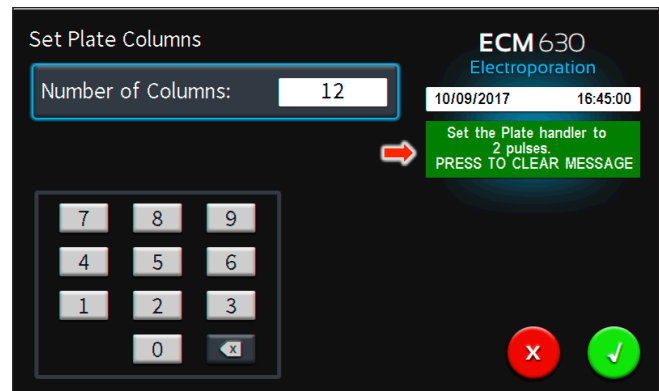 Set Plate Columns
Number of Columns: 12
ECM 630
Electroporation
10/09/2017 16:45:00
Set the Plate handler to
2 pulses.
PRESS TO CLEAR MESSAGE
7 8 9
4 5 6
1 2 3
0 x
x √